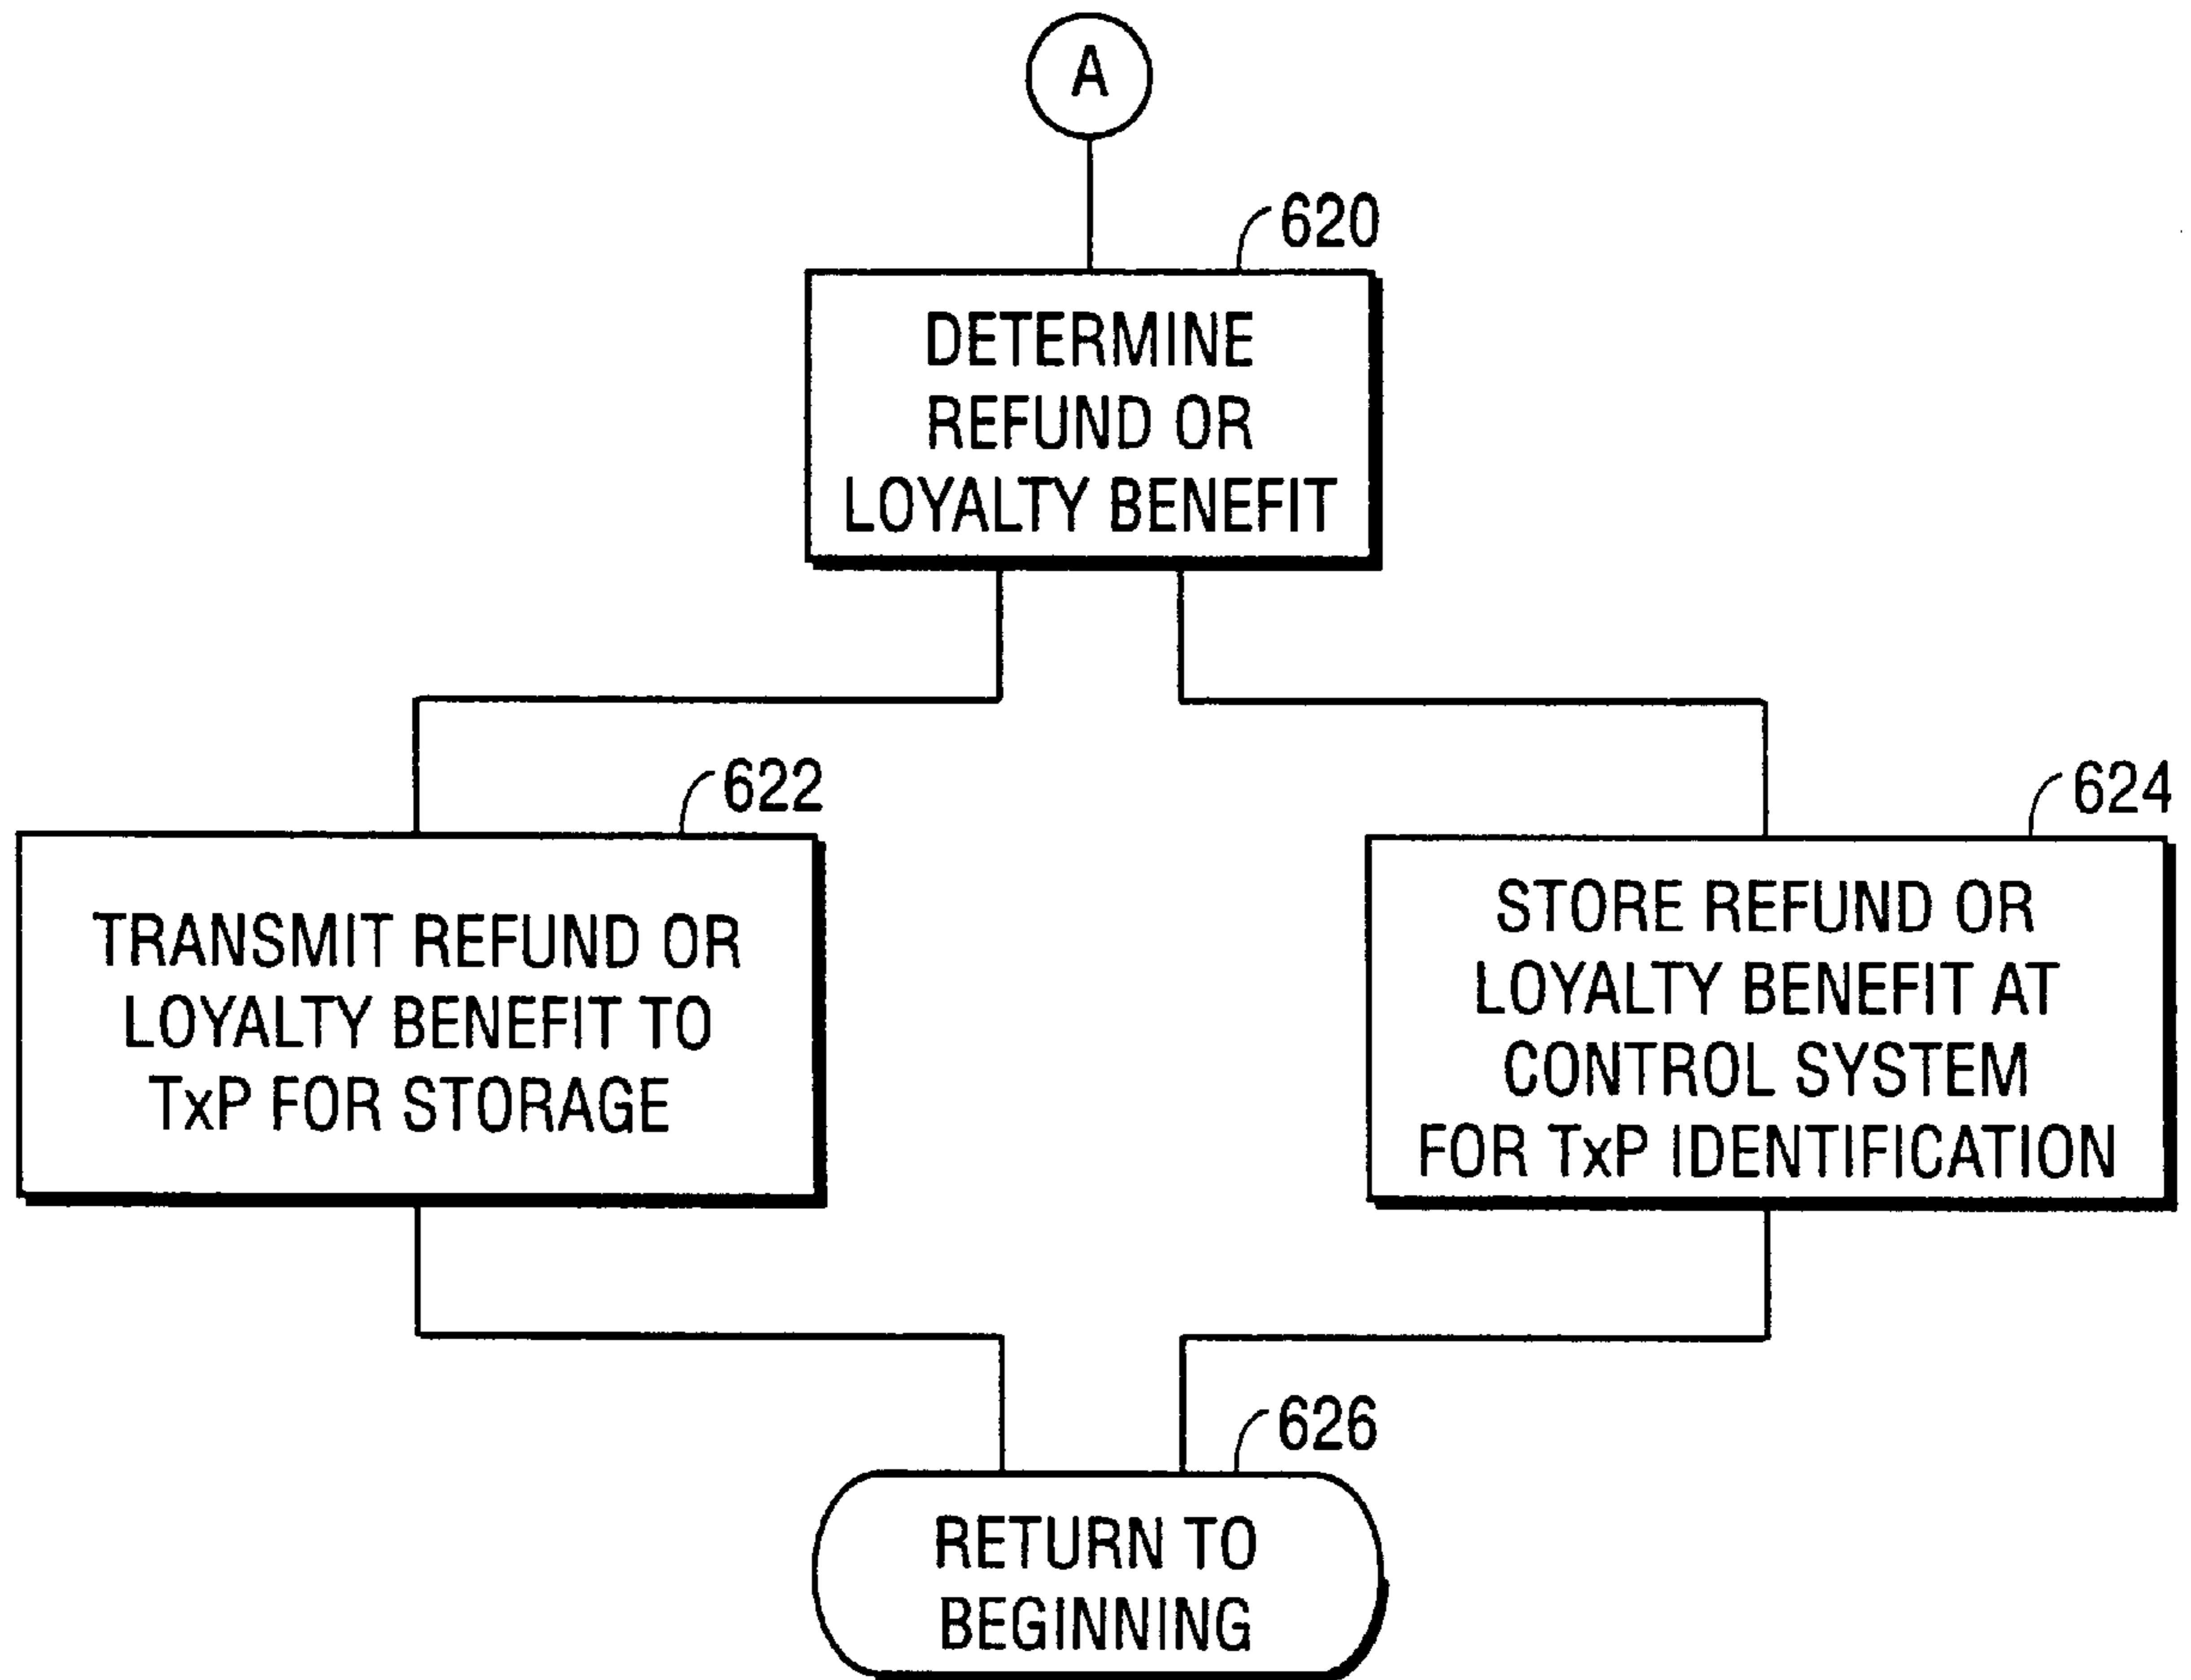 A
620
DETERMINE
REFUND OR
LOYALTY BENEFIT
622
TRANSMIT REFUND OR
LOYALTY BENEFIT TO
TxP FOR STORAGE
624
STORE REFUND OR
LOYALTY BENEFIT AT
CONTROL SYSTEM
FOR TxP IDENTIFICATION
626
RETURN TO
BEGINNING